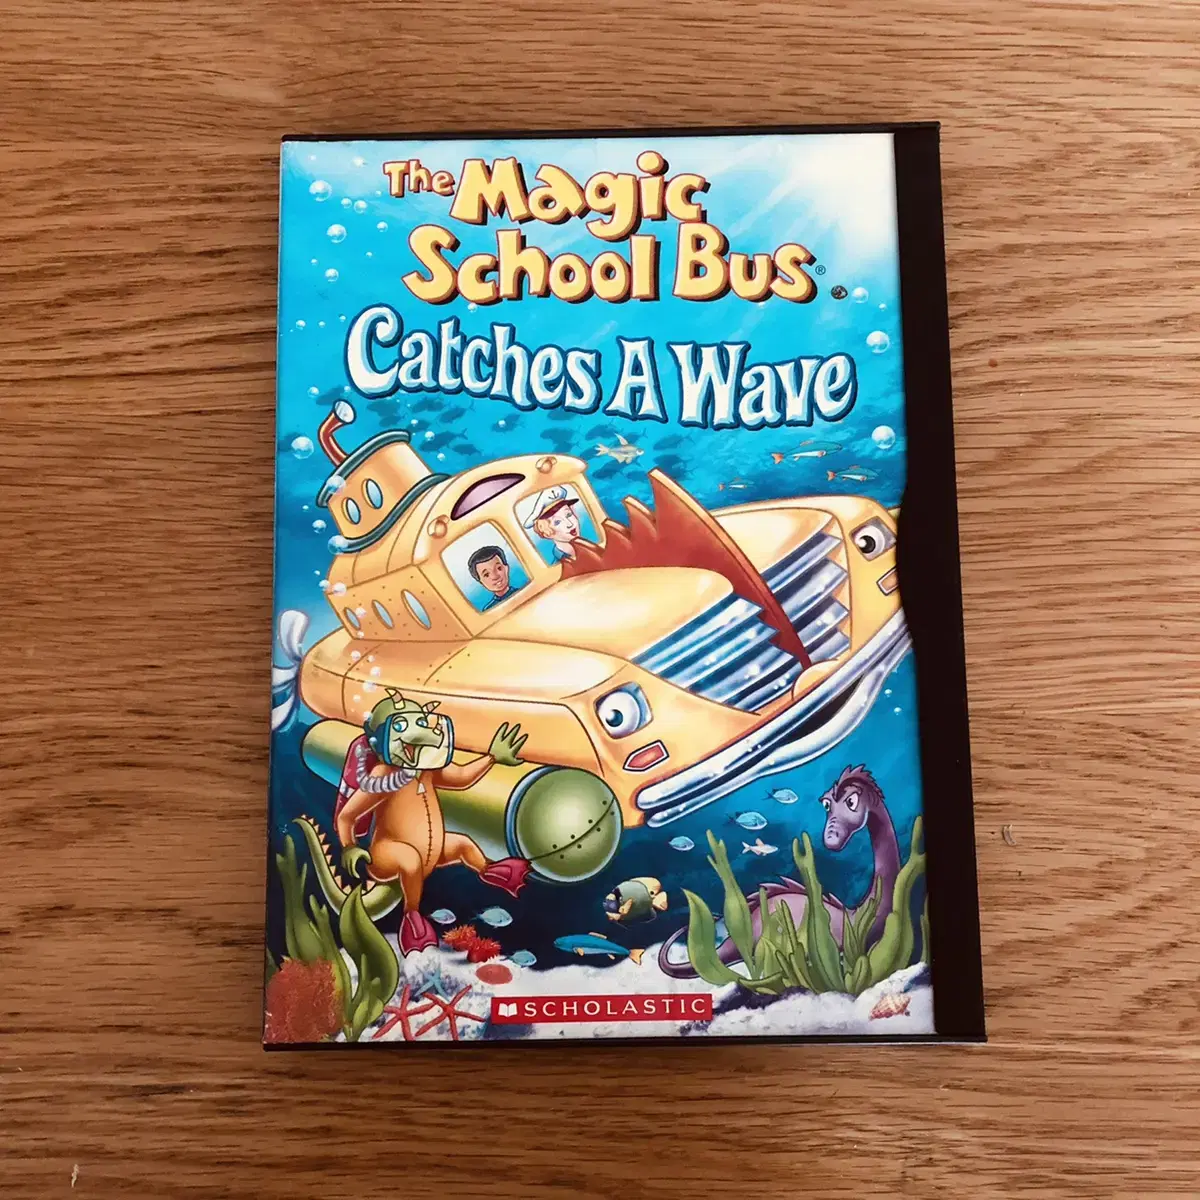 The Magic
School Bus®
Catches A Wave
SCHOLASTIC